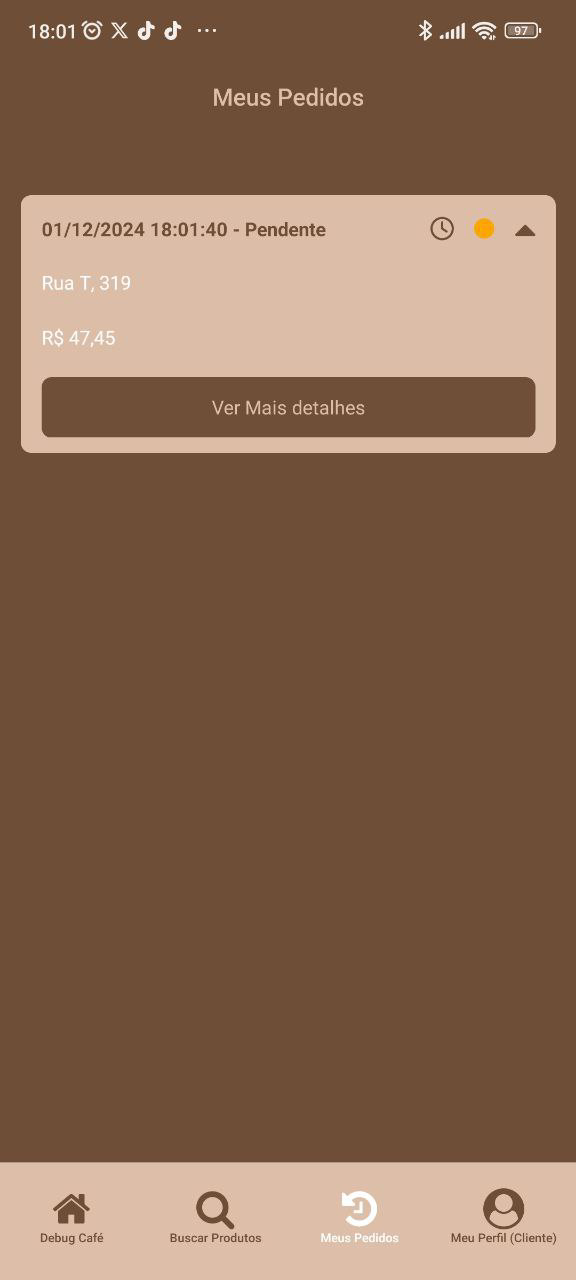 18:01
97
Meus Pedidos
01/12/2024 18:01:40 - Pendente
Rua T, 319
R$ 47,45
Ver Mais detalhes
Debug Café
Buscar Produtos
Meus Pedidos
Meu Perfil (Cliente)